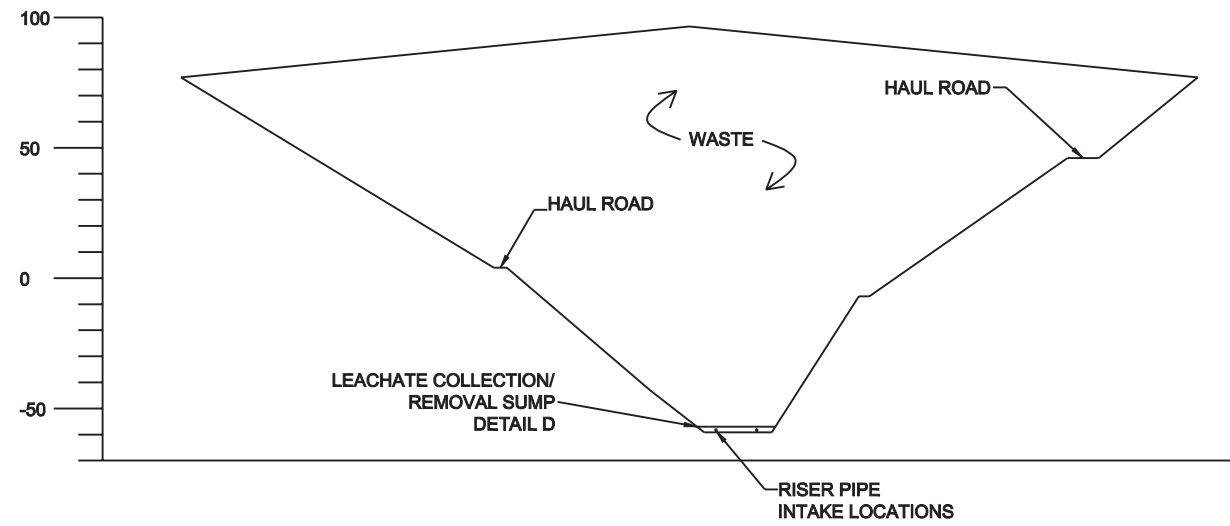 100
HAUL ROAD
50
WASTE
HAUL ROAD
0
LEACHATE COLLECTION/
REMOVAL SUMP
DETAIL D
-50
RISER PIPE
INTAKE LOCATIONS